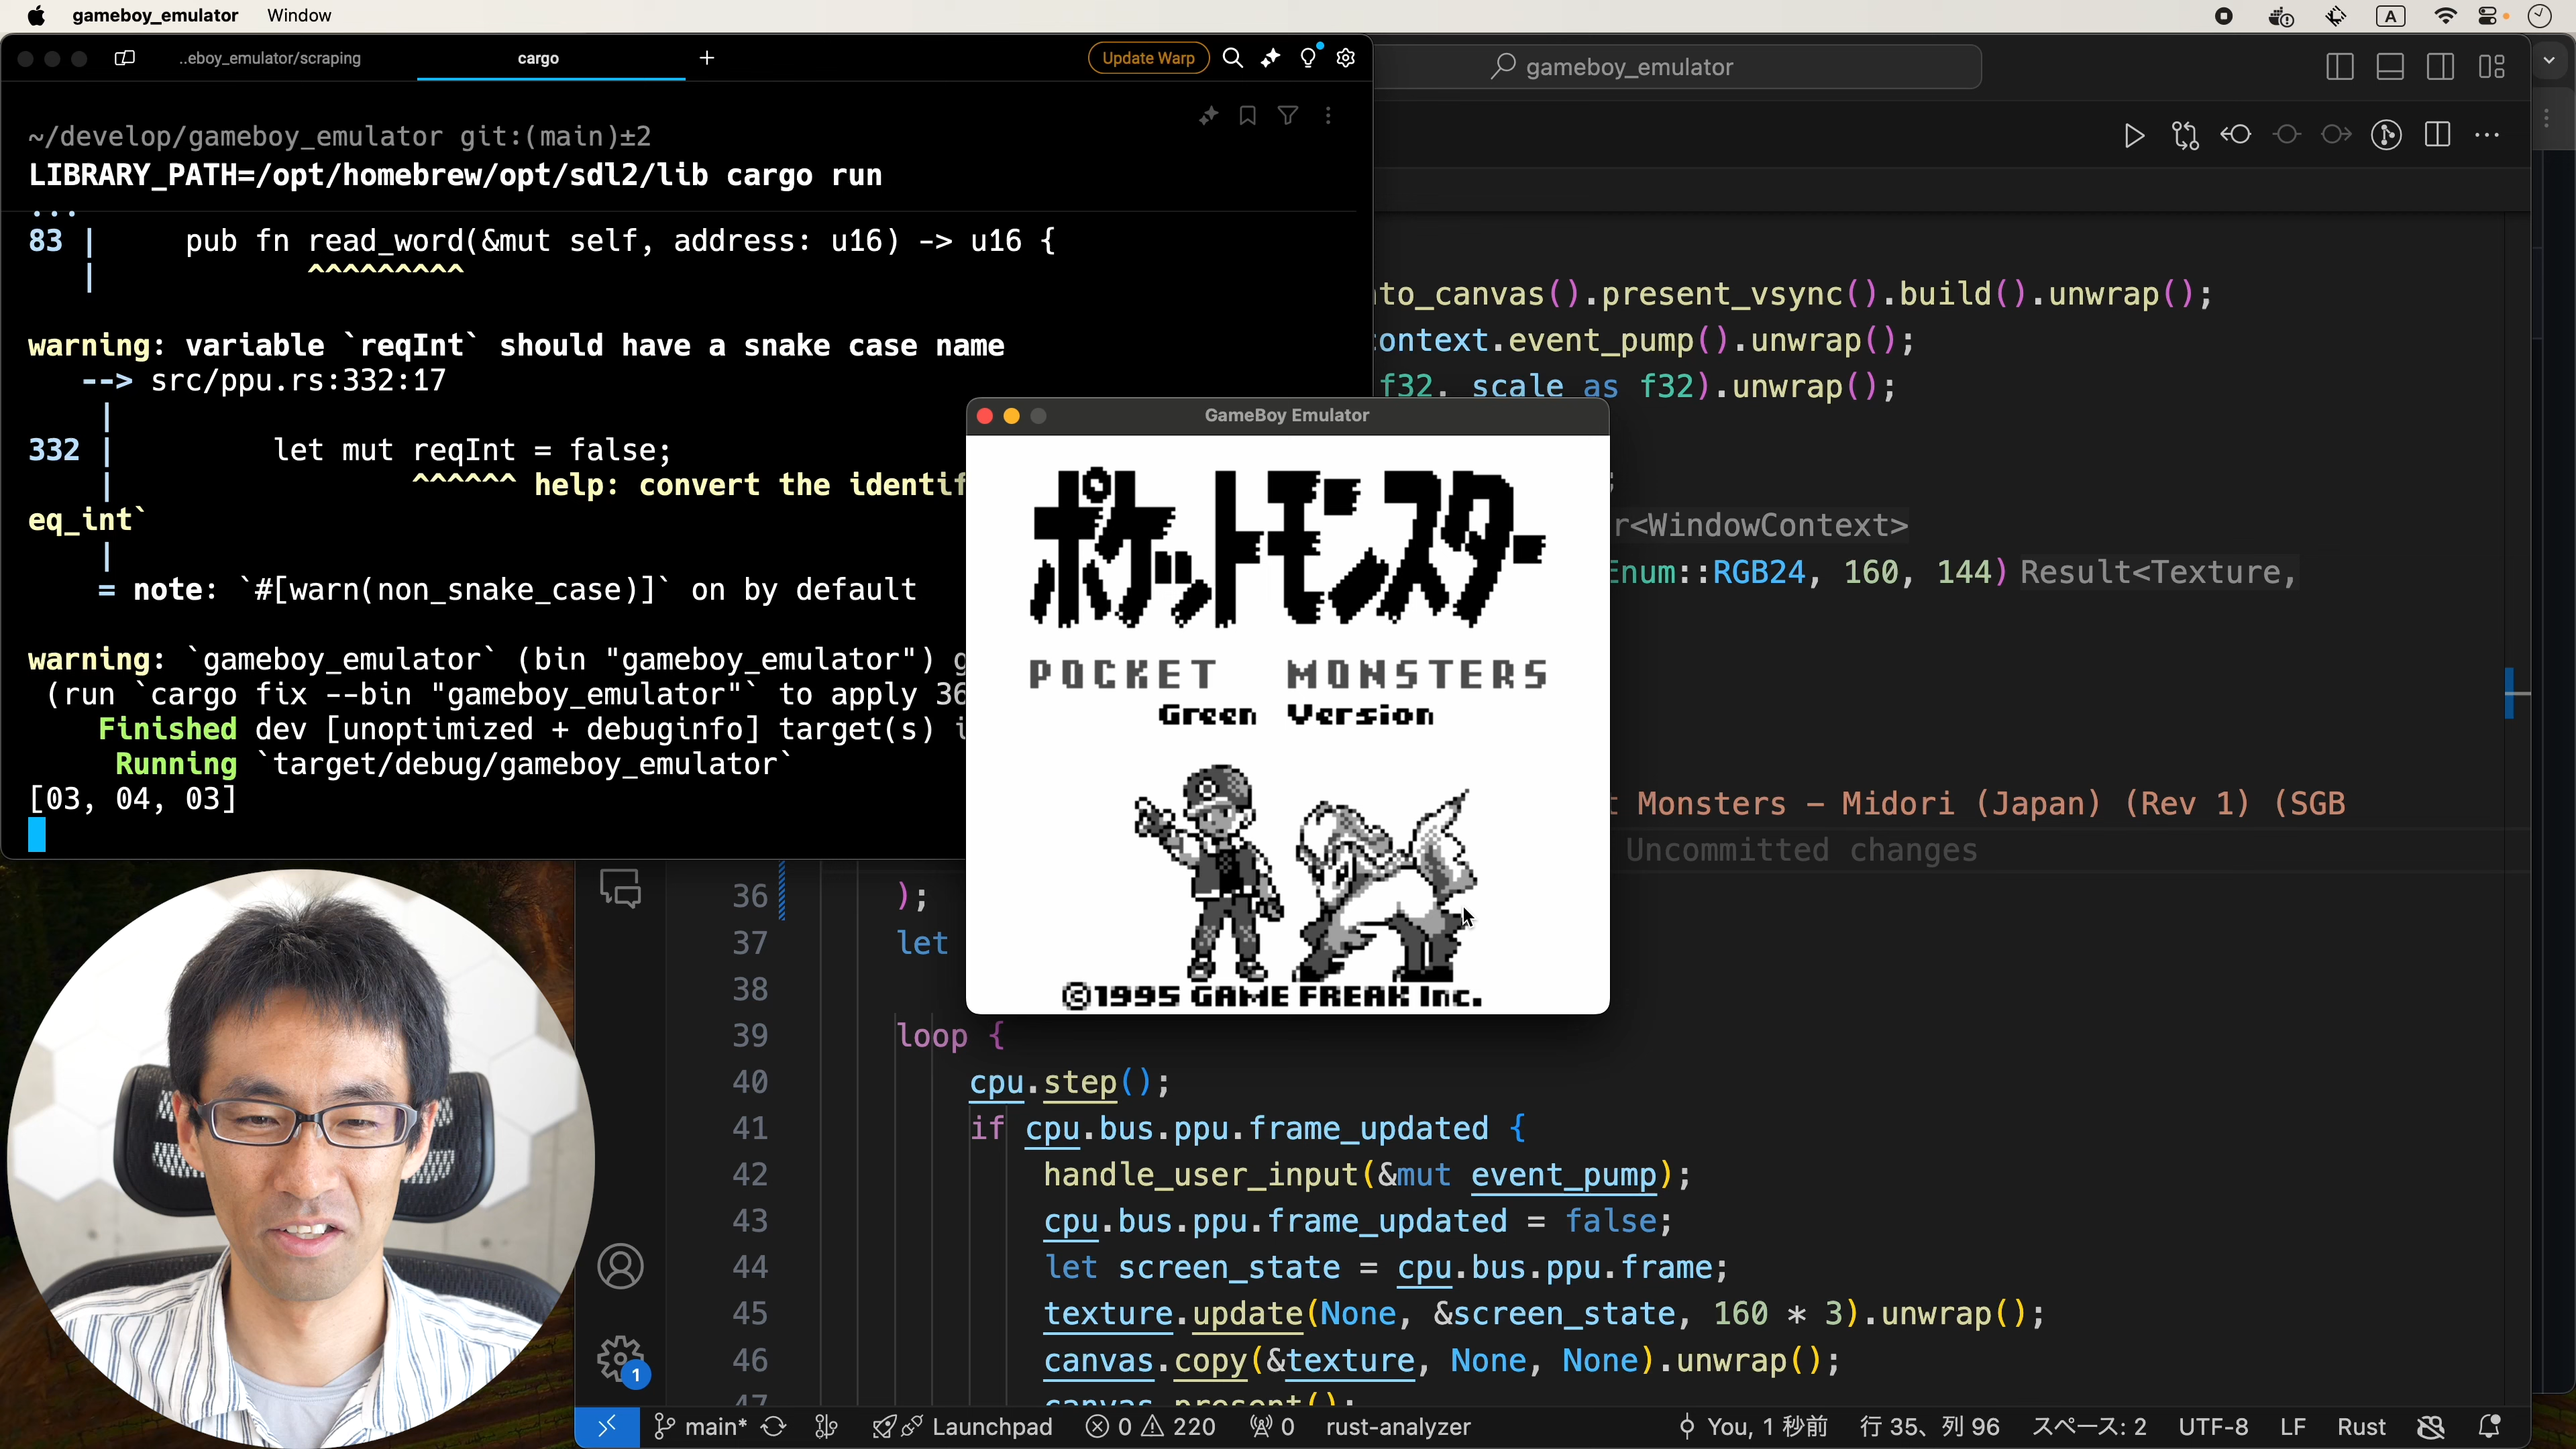 gameboy_emulator Window
A
..eboy_emulator/scraping
cargo
Update Warp
gameboy_emulator
~/develop/gameboy_emulator git:(main)±2
LIBRARY_PATH=/opt/homebrew/opt/sdl2/lib cargo run
...
83 | pub fn read_word(&mut self, address: u16) -> u16 {
| ^^^^^^^^^
warning: variable `reqInt` should have a snake case name
--> src/ppu.rs:332:17
|
332 | let mut reqInt = false;
| ^^^^^^ help: convert the identif
eq_int`
|
= note: `#[warn(non_snake_case)]` on by default
warning: `gameboy_emulator` (bin "gameboy_emulator") g
(run `cargo fix --bin "gameboy_emulator"` to apply 36
Finished dev [unoptimized + debuginfo] target(s) i
Running `target/debug/gameboy_emulator`
[03, 04, 03]
to_canvas().present_vsync().build().unwrap();
ontext.event_pump().unwrap();
f32, scale as f32).unwrap();
;
r<WindowContext>
Enum::RGB24, 160, 144) Result<Texture,
t Monsters – Midori (Japan) (Rev 1) (SGB
Uncommitted changes
GameBoy Emulator
ポケットモンスター
POCKET MONSTERS
Green Version
©1995 GAME FREAK Inc.
36 );
37 let
38
39 loop {
40 cpu.step();
41 if cpu.bus.ppu.frame_updated {
42 handle_user_input(&mut event_pump);
43 cpu.bus.ppu.frame_updated = false;
44 let screen_state = cpu.bus.ppu.frame;
45 texture.update(None, &screen_state, 160 * 3).unwrap();
46 canvas.copy(&texture, None, None).unwrap();
47 canvas.present();
1
main* Launchpad 0 220 0 rust-analyzer You, 1 秒前 行 35、列 96 スペース: 2 UTF-8 LF Rust